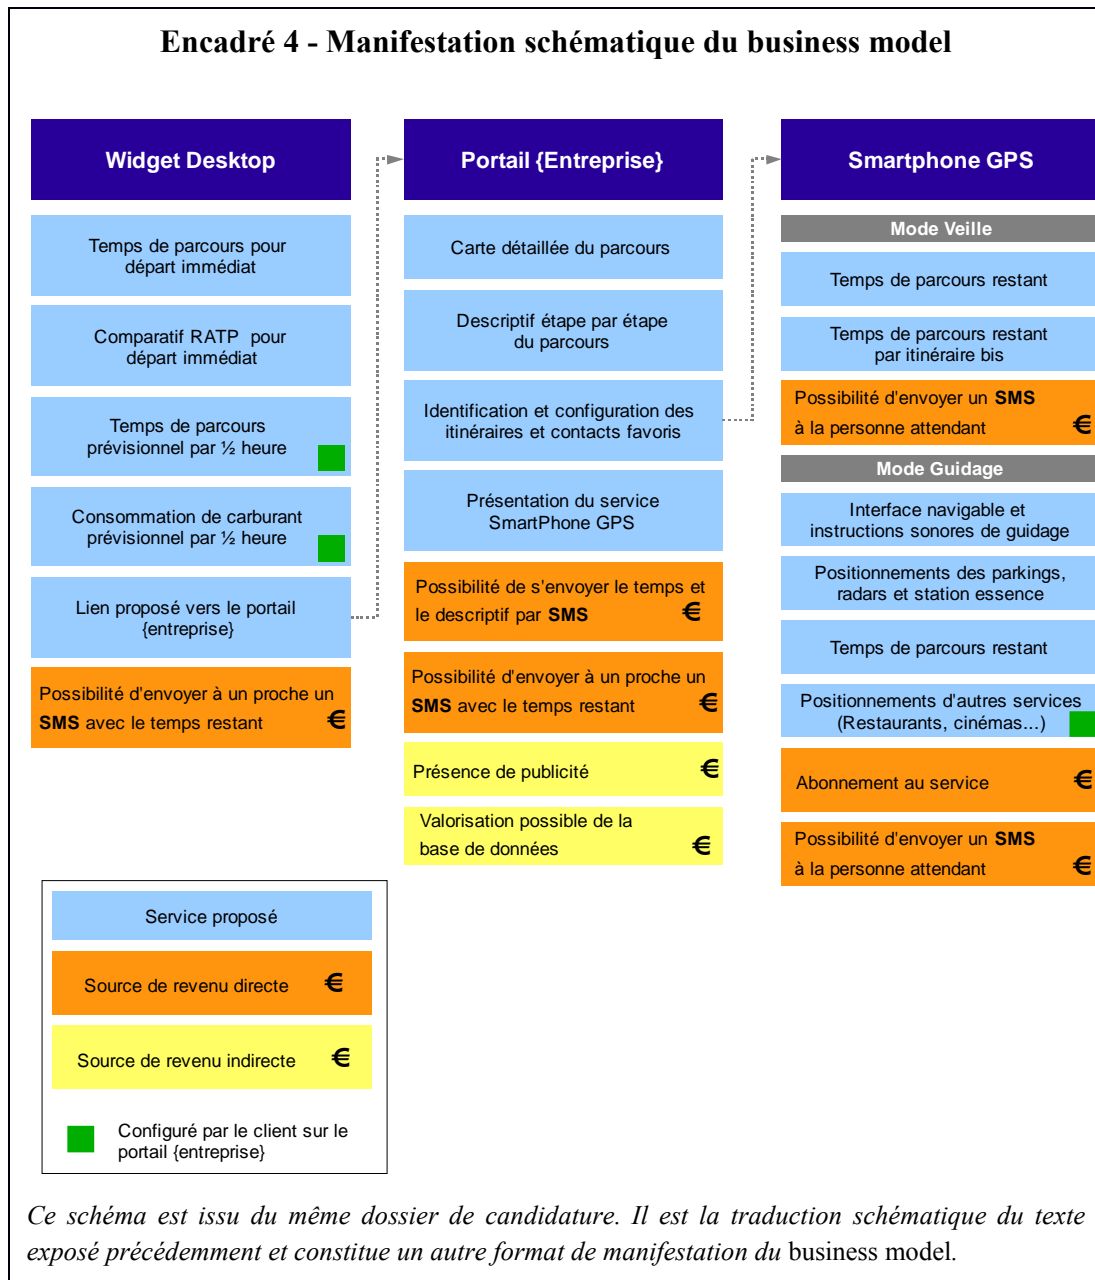 Encadré 4 - Manifestation schématique du business model
Widget Desktop
Temps de parcours pour
départ immédiat
Comparatif RATP pour
départ immédiat
Temps de parcours
prévisionnel par ½ heure
Consommation de carburant
prévisionnel par ½ heure
Lien proposé vers le portail
{entreprise}
Possibilité d'envoyer à un proche un
SMS avec le temps restant €
Portail {Entreprise}
Carte détaillée du parcours
Descriptif étape par étape
du parcours
Identification et configuration des
itinéraires et contacts favoris
Présentation du service
SmartPhone GPS
Possibilité de s'envoyer le temps et
le descriptif par SMS €
Possibilité d'envoyer à un proche un
SMS avec le temps restant €
Présence de publicité €
Valorisation possible de la
base de données €
Smartphone GPS
Mode Veille
Temps de parcours restant
Temps de parcours restant
par itinéraire bis
Possibilité d'envoyer un SMS
à la personne attendant €
Mode Guidage
Interface navigable et
instructions sonores de guidage
Positionnements des parkings,
radars et station essence
Temps de parcours restant
Positionnements d'autres services
(Restaurants, cinémas...)
Abonnement au service €
Possibilité d'envoyer un SMS
à la personne attendant €
Service proposé
Source de revenu directe €
Source de revenu indirecte €
Configuré par le client sur le
portail {entreprise}
Ce schéma est issu du même dossier de candidature. Il est la traduction schématique du texte
exposé précédemment et constitue un autre format de manifestation du business model.